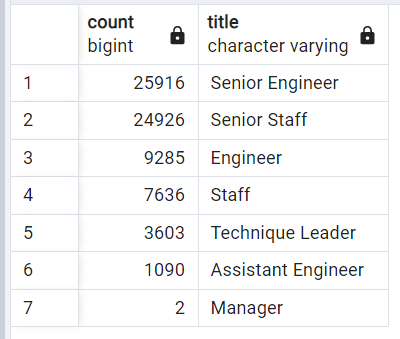 count title
bigint character varying
1 25916 Senior Engineer
2 24926 Senior Staff
3 9285 Engineer
4 7636 Staff
5 3603 Technique Leader
6 1090 Assistant Engineer
7 2 Manager